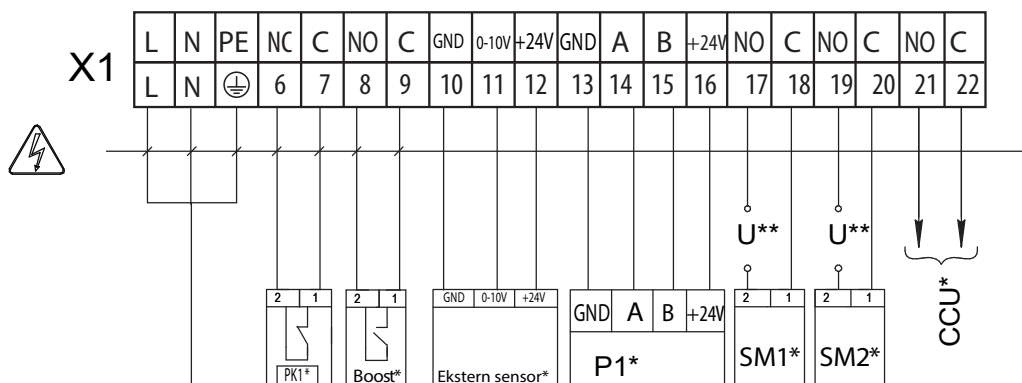 X1
L N PE NC C NO C GND 0-10V +24V GND A B +24V NO C NO C NO C
L N 6 7 8 9 10 11 12 13 14 15 16 17 18 19 20 21 22
U** U**
CCU*
2 1 2 1 GND 0-10V +24V GND A B +24V 2 1 2 1
PK1* Boost* Ekstern sensor* P1* SM1* SM2*